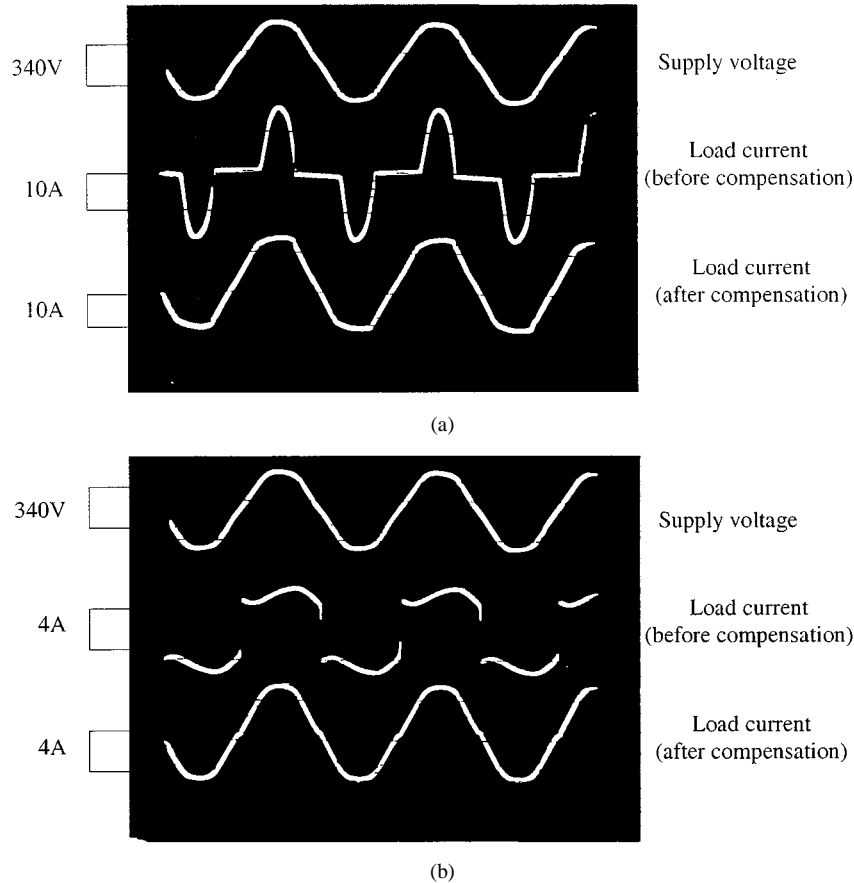 340V
Supply voltage
Load current
(before compensation)
10A
Load current
(after compensation)
10A
(a)
340V
Supply voltage
4A
Load current
(before compensation)
4A
Load current
(after compensation)
(b)